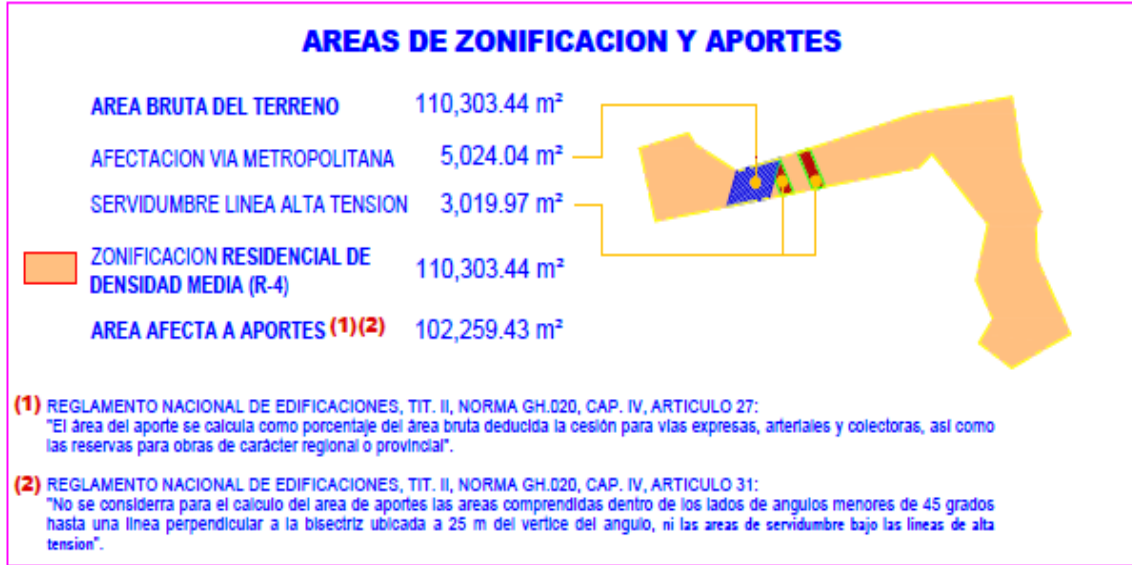 AREAS DE ZONIFICACION Y APORTES
AREA BRUTA DEL TERRENO 110,303.44 m²
AFECTACION VIA METROPOLITANA 5,024.04 m²
SERVIDUMBRE LINEA ALTA TENSION 3,019.97 m²
ZONIFICACION RESIDENCIAL DE
DENSIDAD MEDIA (R-4) 110,303.44 m²
AREA AFECTA A APORTES (1)(2) 102,259.43 m²
(1) REGLAMENTO NACIONAL DE EDIFICACIONES, TIT. II, NORMA GH.020, CAP. IV, ARTICULO 27:
"El área del aporte se calcula como porcentaje del área bruta deducida la cesión para vías expresas, arteriales y colectoras, así como
las reservas para obras de carácter regional o provincial".
(2) REGLAMENTO NACIONAL DE EDIFICACIONES, TIT. II, NORMA GH.020, CAP. IV, ARTICULO 31:
"No se considerra para el calculo del area de aportes las areas comprendidas dentro de los lados de angulos menores de 45 grados
hasta una linea perpendicular a la bisectriz ubicada a 25 m del vertice del angulo, ni las areas de servidumbre bajo las lineas de alta
tension".